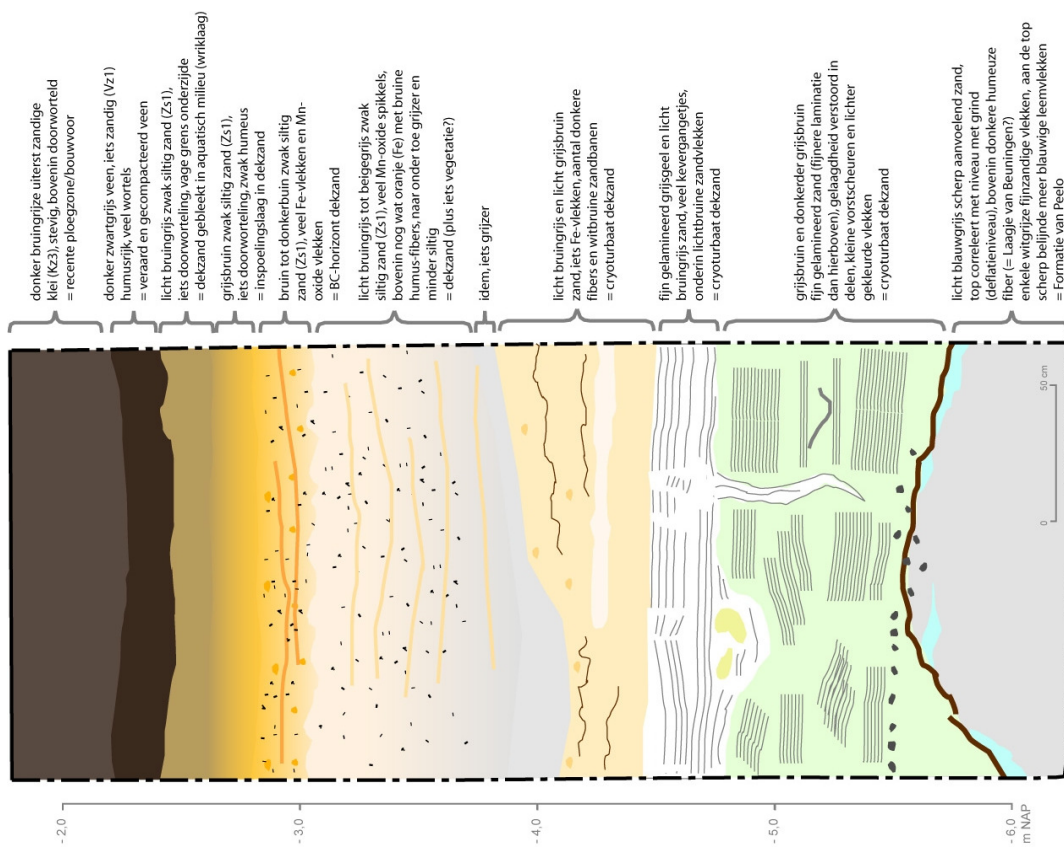 donker bruingrijze uiterst zandige
klei (Kz3), stevig, bovenin doorworteld
= recente ploegzone/bouwvoor
donker zwartgrijs veen, iets zandig (Vz1)
humusrijk, veel wortels
= veraard en gecompacteerd veen
licht bruingrijs zwak siltig zand (Zs1),
iets doorworteling, vage grens onderzijde
= dekzand gebleekt in aquatisch milieu (wriklaag)
grijsbruin zwak siltig zand (Zs1),
iets doorworteling, zwak humeus
= inspoelingslaag in dekzand
bruin tot donkerbuin zwak siltig
zand (Zs1), veel Fe-vlekken en Mn-
oxide vlekken
= BC-horizont dekzand
licht bruingrijs tot beigegrijs zwak
siltig zand (Zs1), veel Mn-oxide spikkels,
bovenin nog wat oranje (Fe) met bruine
humus-fibers, naar onder toe grijzer en
minder siltig
= dekzand (plus iets vegetatie?)
idem, iets grijzer
licht bruingrijs en licht grijsbruin
zand, iets Fe-vlekken, aantal donkere
fibers en witbruine zandbanen
= cryoturbaat dekzand
fijn gelamineerd grijsgeel en licht
bruingrijs zand, veel kevergangetjes,
onderin lichtbruine zandvlekken
= cryoturbaat dekzand
grijsbruin en donkerder grijsbruin
fijn gelamineerd zand (fijnere laminatie
dan hierboven), gelaagdheid verstoord in
delen, kleine vorstscheuren en lichter
gekleurde vlekken
= cryoturbaat dekzand
licht blauwgrijs scherp aanvoelend zand,
top correleert met niveau met grind
(deflatieniveau), bovenin donkere humeuze
fiber (= Laagje van Beuningen?)
enkele witgrijze fijnzandige vlekken, aan de top
scherp belijnde meer blauwige leemvlekken
= Formatie van Peelo
0
50 cm
- 2,0
- 3,0
- 4,0
- 5,0
- 6,0
m NAP